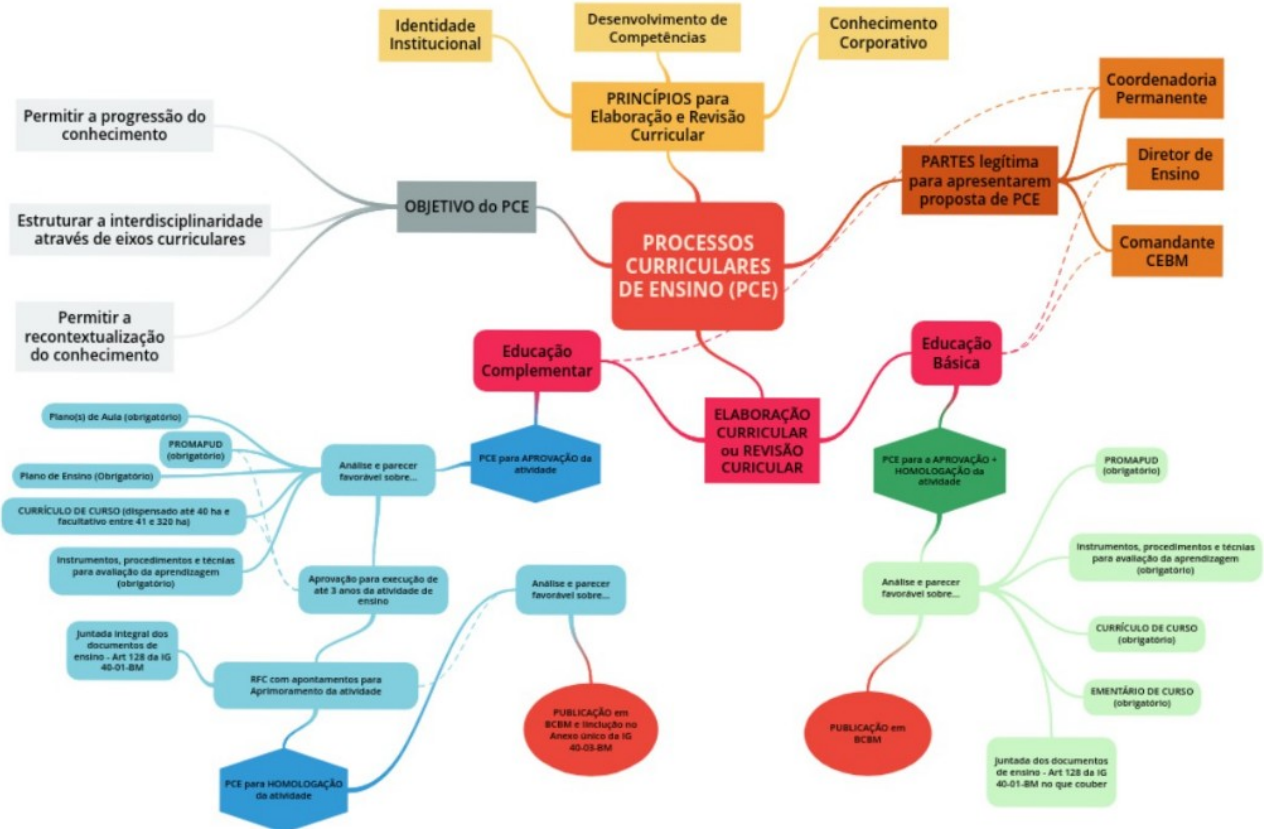 Identidade
Institucional
Desenvolvimento de
Competências
Conhecimento
Corporativo
PRINCÍPIOS para
Elaboração e Revisão
Curricular
Coordenadoria
Permanente
Diretor de
Ensino
Comandante
CEBM
PARTES legítima
para apresentarem
proposta de PCE
Permitir a progressão do
conhecimento
Estruturar a interdisciplinaridade
através de eixos curriculares
Permitir a
recontextualização
do conhecimento
OBJETIVO do PCE
PROCESSOS
CURRICULARES
DE ENSINO (PCE)
Educação
Complementar
Educação
Básica
ELABORAÇÃO
CURRICULAR
ou REVISÃO
CURICULAR
PCE para APROVAÇÃO da
atividade
PCE para a APROVAÇÃO +
HOMOLOGAÇÃO da
atividade
Plano(s) de Aula (obrigatório)
PROMAPUD
(obrigatório)
Plano de Ensino (Obrigatório)
CURRÍCULO DE CURSO (dispensado até 40 ha e
facultativo entre 41 e 320 ha)
Instrumentos, procedimentos e técnicas
para avaliação da aprendizagem
(obrigatório)
Análise e parecer
favorável sobre...
Aprovação para execução de
até 3 anos da atividade de
ensino
Juntada integral dos
documentos de
ensino - Art 128 da IG
40-01-BM
RFC com apontamentos para
Aprimoramento da atividade
PCE para HOMOLOGAÇÃO
da atividade
Análise e parecer
favorável sobre...
PUBLICAÇÃO em
BCBM e Iinclução no
Anexo único da IG
40-03-BM
Análise e parecer
favorável sobre...
PUBLICAÇÃO em
BCBM
PROMAPUD
(obrigatório)
Instrumentos, procedimentos e técnias
para avaliação da aprendizagem
(obrigatório)
CURRÍCULO DE CURSO
(obrigatório)
EMENTÁRIO DE CURSO
(obrigatório)
Juntada dos documentos
de ensino - Art 128 da IG
40-01-BM no que couber